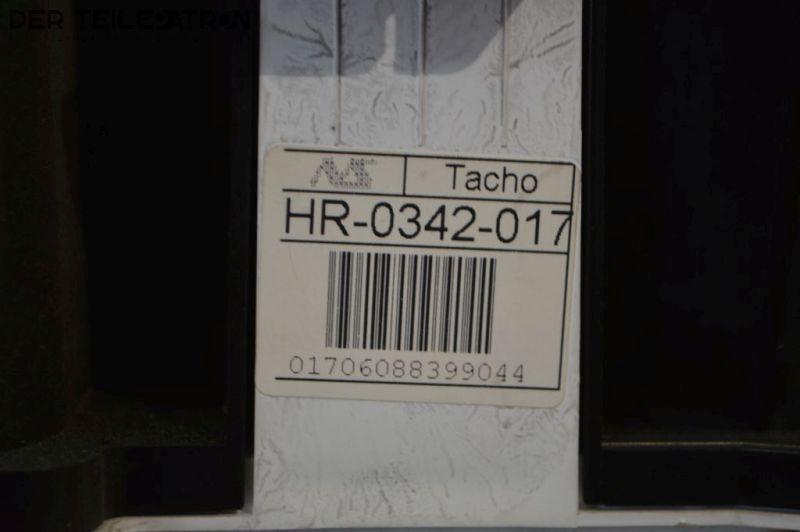 DER TEILEPATRON
Tacho
HR-0342-017
01706088399044